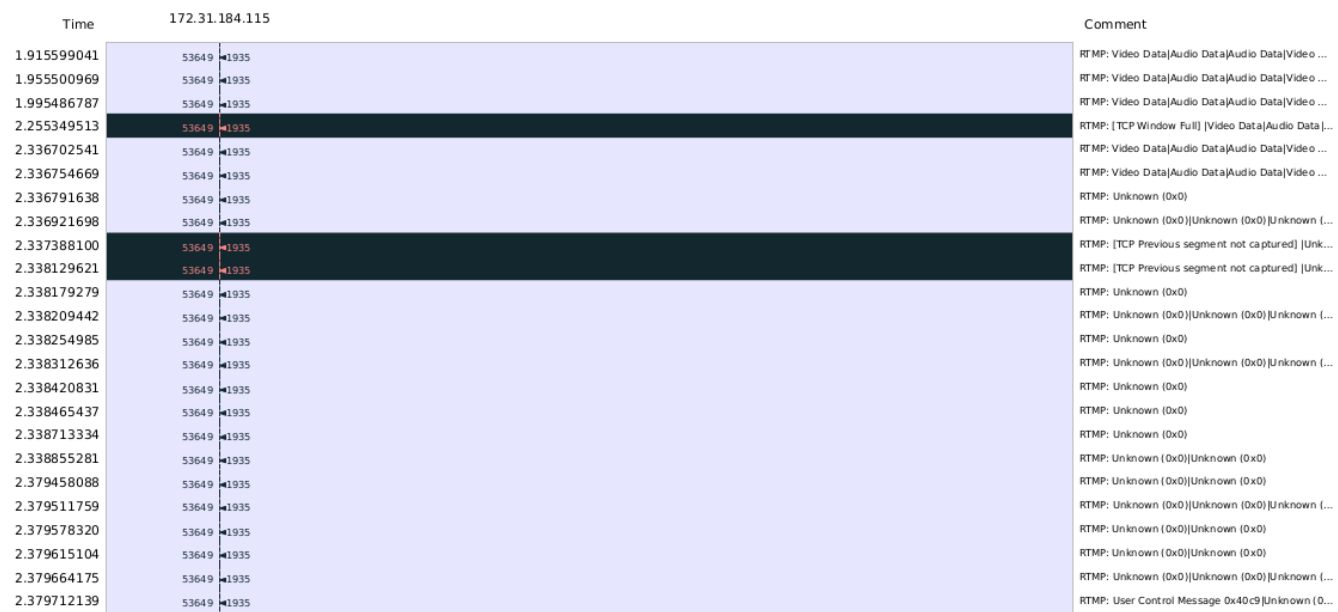 Time 172.31.184.115 Comment
1.915599041 53649 1935 RTMP: Video Data|Audio Data|Audio Data|Video ...
1.955500969 53649 1935 RTMP: Video Data|Audio Data|Audio Data|Video ...
1.995486787 53649 1935 RTMP: Video Data|Audio Data|Audio Data|Video ...
2.255349513 53649 1935 RTMP: [TCP Window Full] |Video Data|Audio Data|...
2.336702541 53649 1935 RTMP: Video Data|Audio Data|Audio Data|Video ...
2.336754669 53649 1935 RTMP: Video Data|Audio Data|Audio Data|Video ...
2.336791638 53649 1935 RTMP: Unknown (0x0)
2.336921698 53649 1935 RTMP: Unknown (0x0)|Unknown (0x0)|Unknown (...
2.337388100 53649 1935 RTMP: [TCP Previous segment not captured] |Unk...
2.338129621 53649 1935 RTMP: [TCP Previous segment not captured] |Unk...
2.338179279 53649 1935 RTMP: Unknown (0x0)
2.338209442 53649 1935 RTMP: Unknown (0x0)|Unknown (0x0)|Unknown (...
2.338254985 53649 1935 RTMP: Unknown (0x0)
2.338312636 53649 1935 RTMP: Unknown (0x0)|Unknown (0x0)|Unknown (...
2.338420831 53649 1935 RTMP: Unknown (0x0)
2.338465437 53649 1935 RTMP: Unknown (0x0)
2.338713334 53649 1935 RTMP: Unknown (0x0)
2.338855281 53649 1935 RTMP: Unknown (0x0)|Unknown (0x0)
2.379458088 53649 1935 RTMP: Unknown (0x0)|Unknown (0x0)
2.379511759 53649 1935 RTMP: Unknown (0x0)|Unknown (0x0)|Unknown (...
2.379578320 53649 1935 RTMP: Unknown (0x0)|Unknown (0x0)
2.379615104 53649 1935 RTMP: Unknown (0x0)|Unknown (0x0)
2.379664175 53649 1935 RTMP: Unknown (0x0)|Unknown (0x0)|Unknown (...
2.379712139 53649 1935 RTMP: User Control Message 0x40c9|Unknown (0...